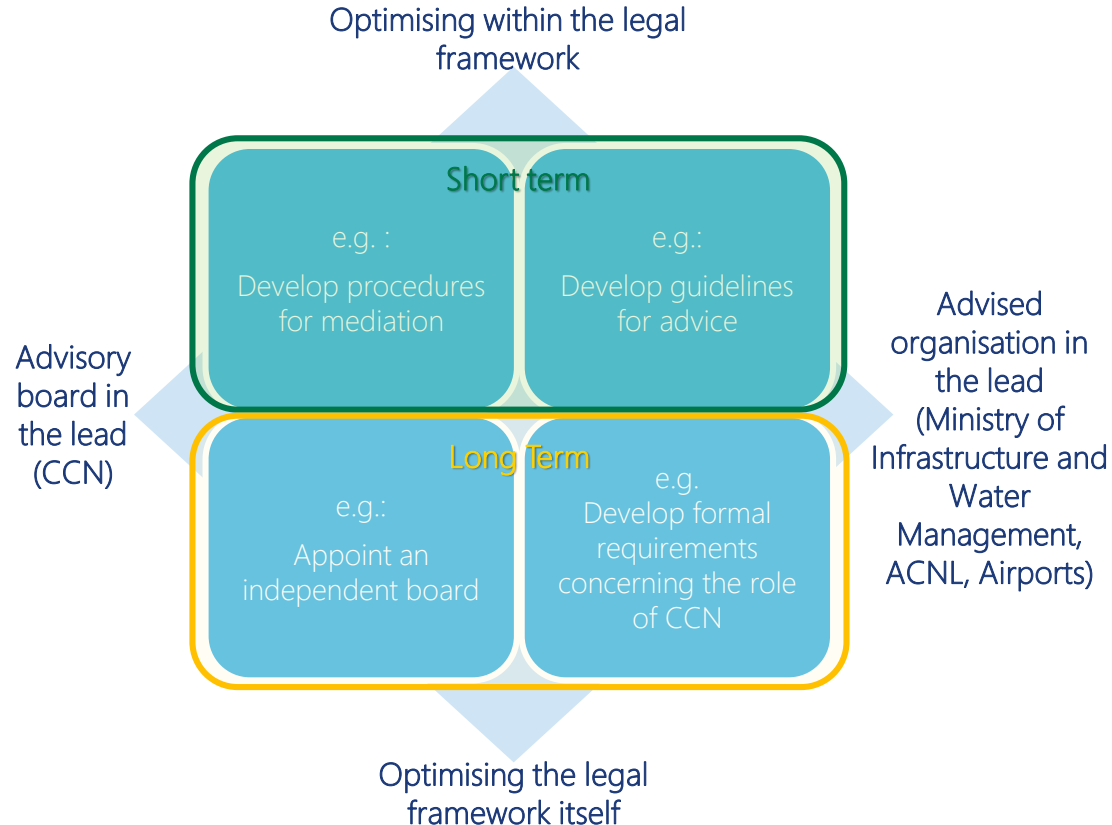 Optimising within the legal
framework
Short term
e.g. :
Develop procedures
for mediation
e.g.:
Develop guidelines
for advice
Advisory
board in
the lead
(CCN)
Advised
organisation in
the lead
(Ministry of
Infrastructure and
Water
Management,
ACNL, Airports)
Long Term
e.g.:
Appoint an
independent board
e.g.
Develop formal
requirements
concerning the role
of CCN
Optimising the legal
framework itself